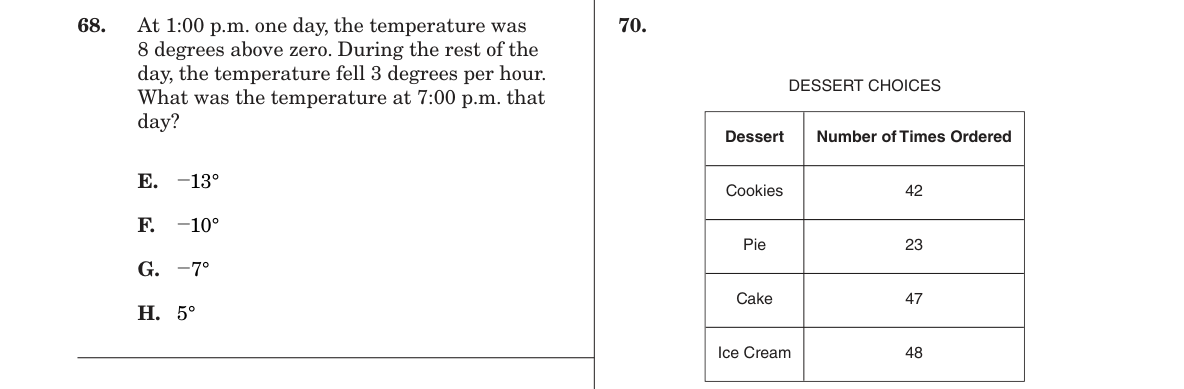 68. At 1:00 p.m. one day, the temperature was
8 degrees above zero. During the rest of the
day, the temperature fell 3 degrees per hour.
What was the temperature at 7:00 p.m. that
day?
E. −13°
F. −10°
G. −7°
H. 5°
70.
DESSERT CHOICES
Dessert Number of Times Ordered
Cookies 42
Pie 23
Cake 47
Ice Cream 48